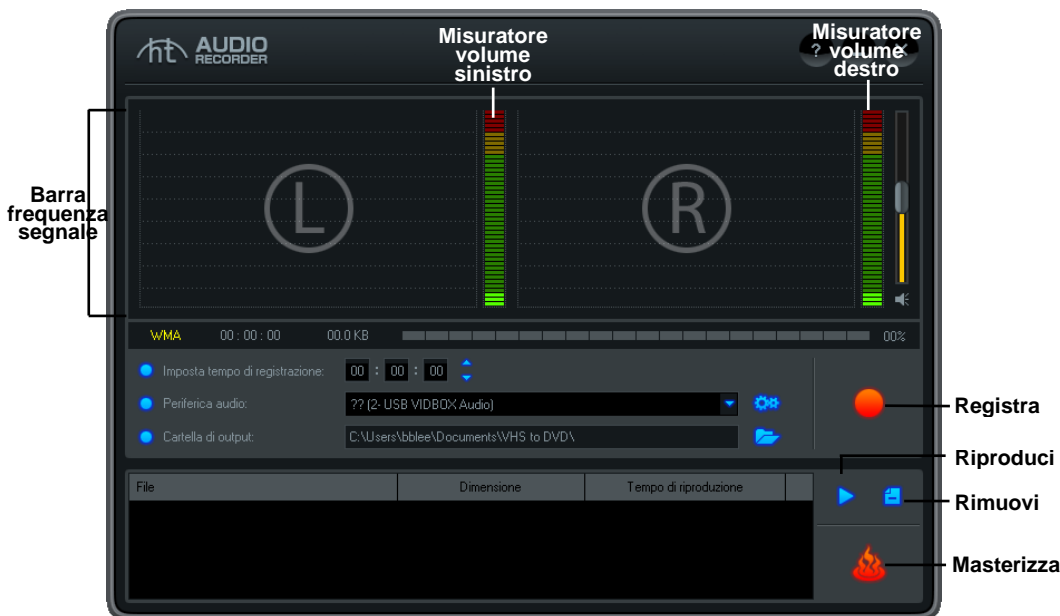 ht AUDIO
RECORDER
Misuratore
volume
sinistro
Misuratore
volume
destro
?
Barra
frequenza
segnale
L
R
WMA 00 : 00 : 00 00.0 KB 00%
Imposta tempo di registrazione: 00 : 00 : 00
Periferica audio: ?? (2- USB VIDBOX Audio)
Cartella di output: C:\Users\bblee\Documents\VHS to DVD\
Registra
Riproduci
File Dimensione Tempo di riproduzione
Rimuovi
Masterizza